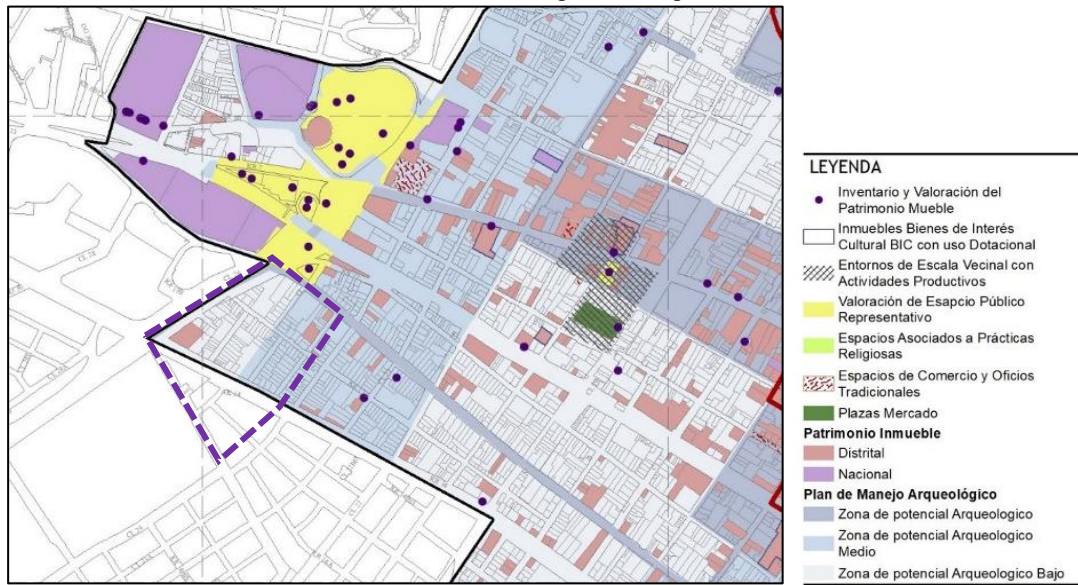 LEYENDA
Inventario y Valoración del
Patrimonio Mueble
Inmuebles Bienes de Interés
Cultural BIC con uso Dotacional
Entornos de Escala Vecinal con
Actividades Productivos
Valoración de Esapcio Público
Representativo
Espacios Asociados a Prácticas
Religiosas
Espacios de Comercio y Oficios
Tradicionales
Plazas Mercado
Patrimonio Inmueble
Distrital
Nacional
Plan de Manejo Arqueológico
Zona de potencial Arqueologico
Zona de potencial Arqueologico
Medio
Zona de potencial Arqueologico Bajo